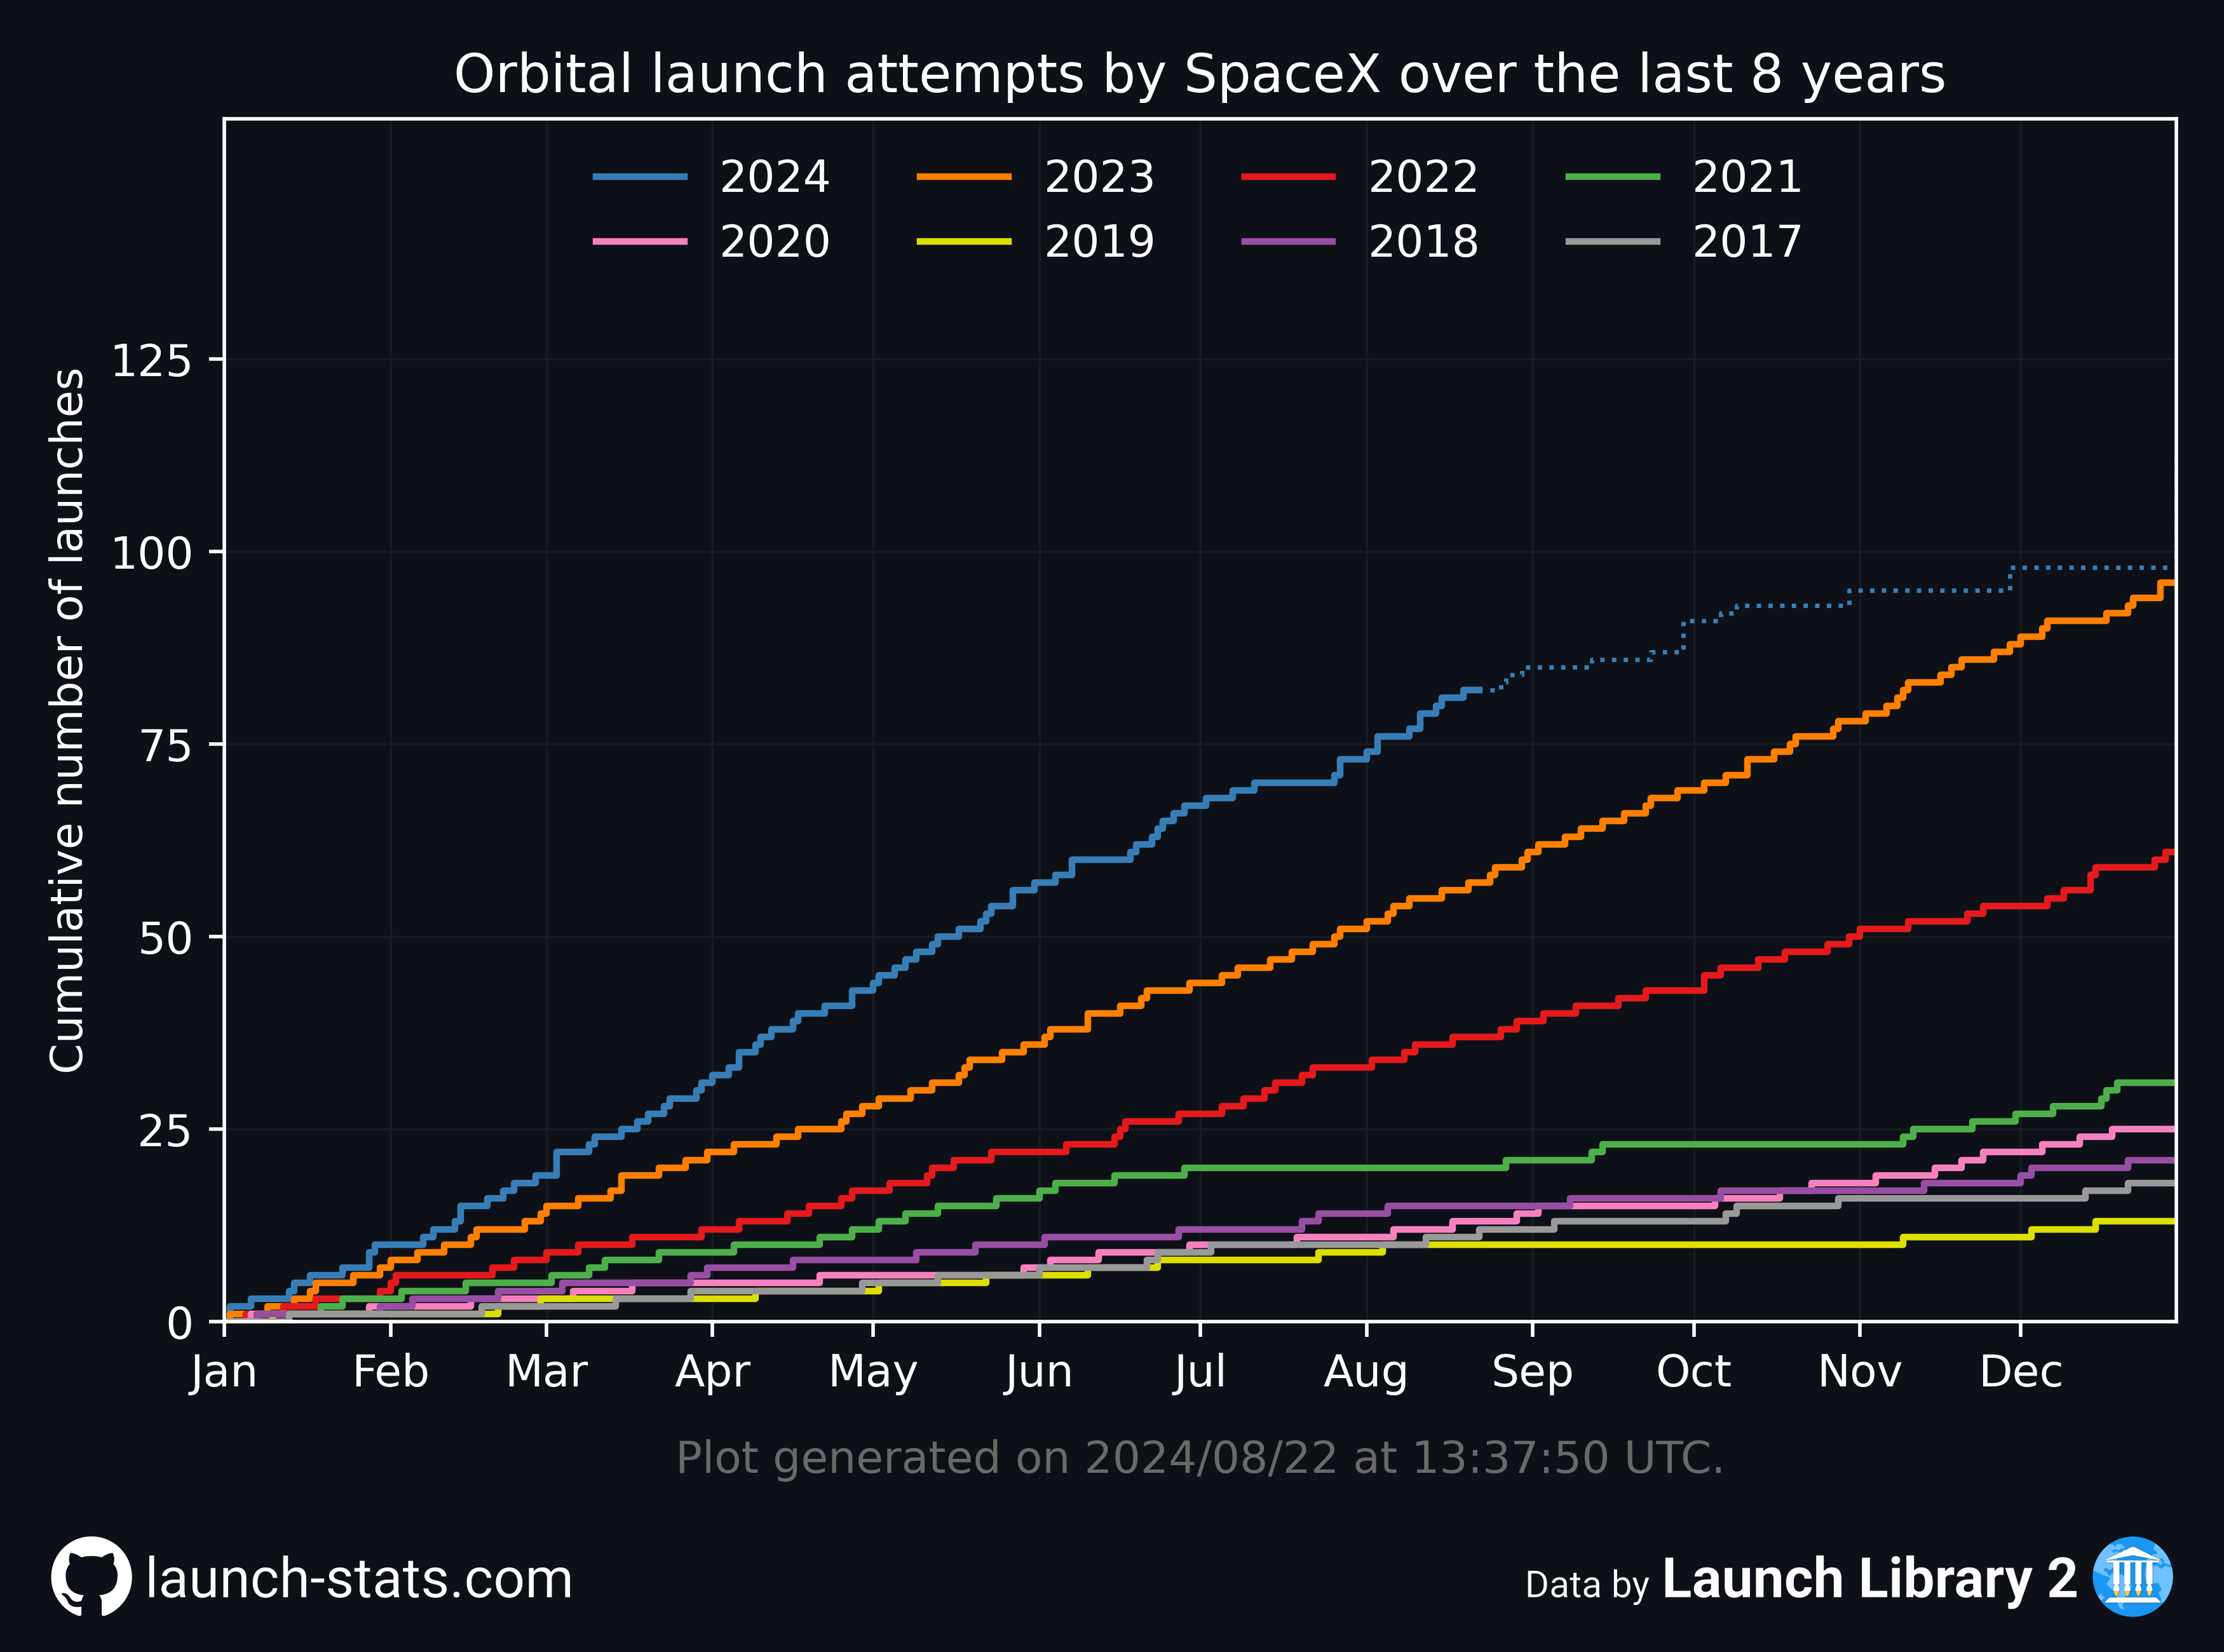 Orbital launch attempts by SpaceX over the last 8 years
2024 2023 2022 2021
2020 2019 2018 2017
Cumulative number of launches
125
100
75
50
25
0
Jan Feb Mar Apr May Jun Jul Aug Sep Oct Nov Dec
Plot generated on 2024/08/22 at 13:37:50 UTC.
launch-stats.com
Data by Launch Library 2